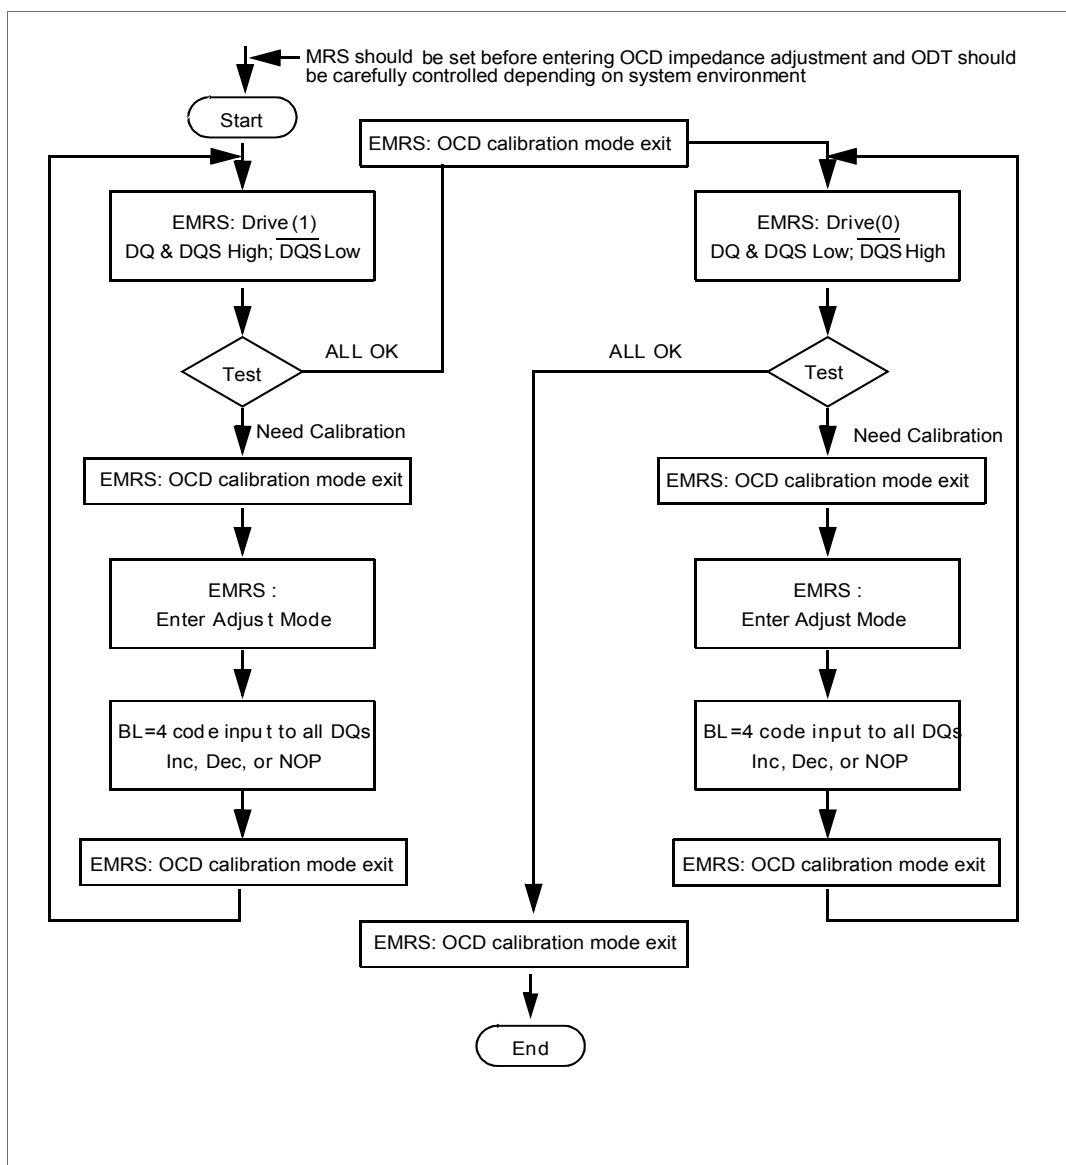 MRS should be set before entering OCD impedance adjustment and ODT should
be carefully controlled depending on system environment
Start
EMRS: OCD calibration mode exit
EMRS: Drive (1)
DQ & DQS High; D̅Q̅S̅ Low
EMRS: Drive(0)
DQ & DQS Low; D̅Q̅S̅ High
ALL OK
ALL OK
Test
Test
Need Calibration
Need Calibration
EMRS: OCD calibration mode exit
EMRS: OCD calibration mode exit
EMRS :
Enter Adjust Mode
EMRS :
Enter Adjust Mode
BL=4 code input to all DQs
Inc, Dec, or NOP
BL=4 code input to all DQs
Inc, Dec, or NOP
EMRS: OCD calibration mode exit
EMRS: OCD calibration mode exit
EMRS: OCD calibration mode exit
End